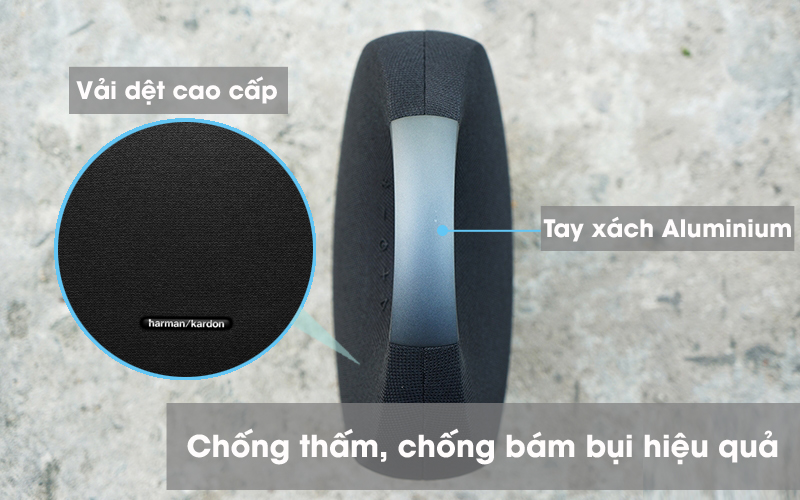 Vải dệt cao cấp
harman/kardon
Tay xách Aluminium
Chống thấm, chống bám bụi hiệu quả